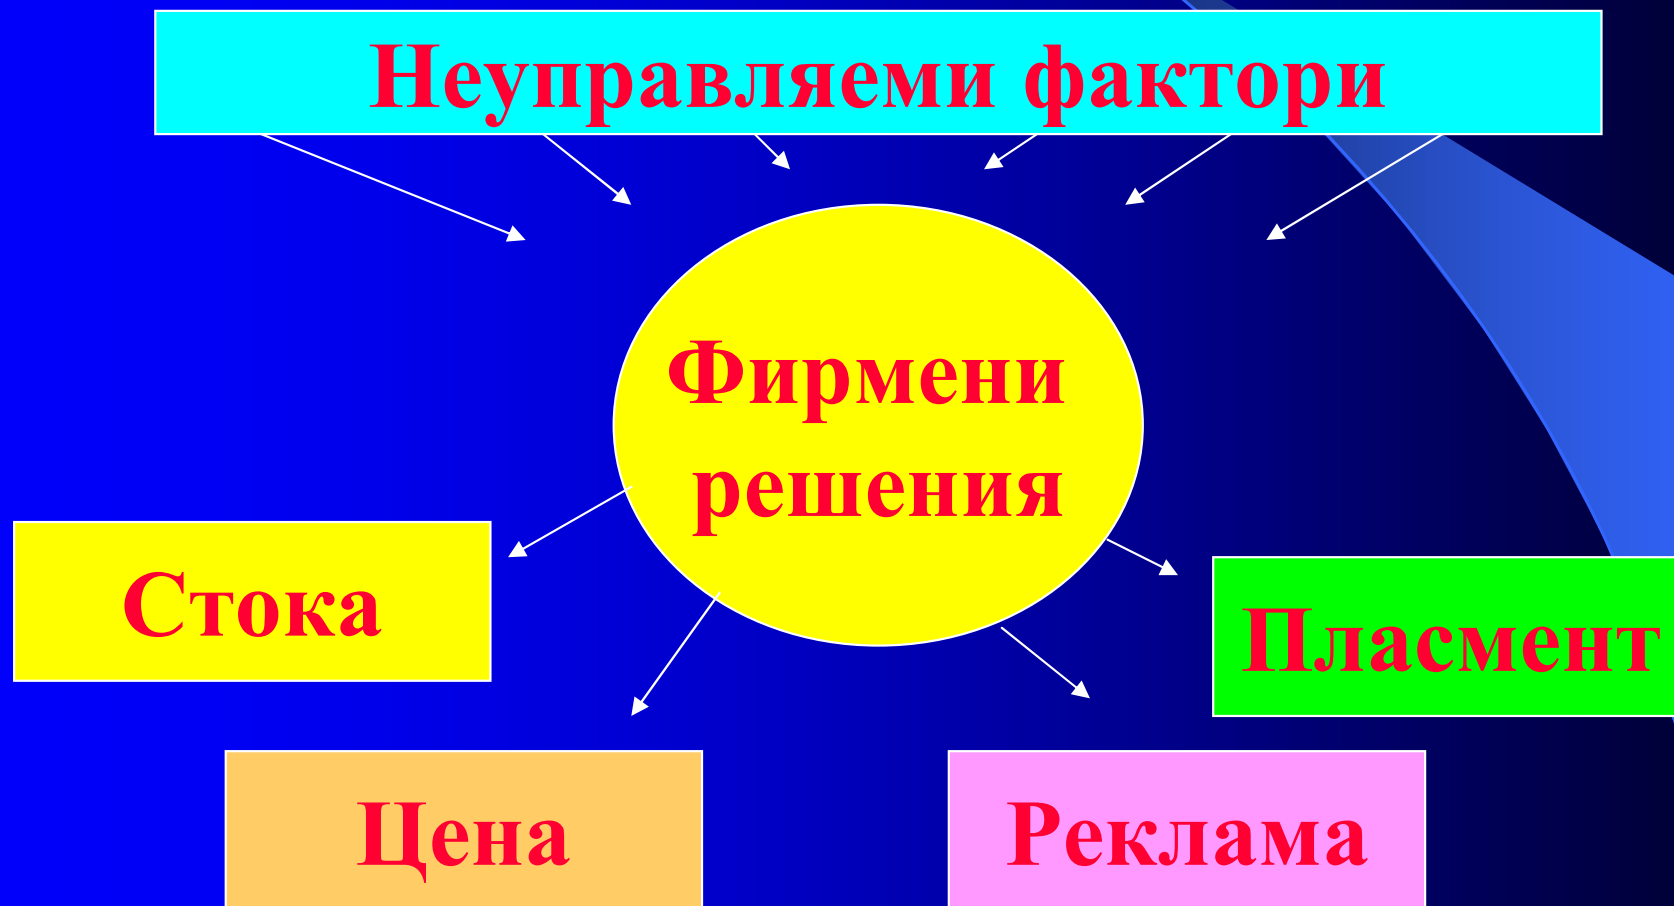 Неуправляеми фактори
Фирмени
решения
Стока
Пласмент
Цена
Реклама